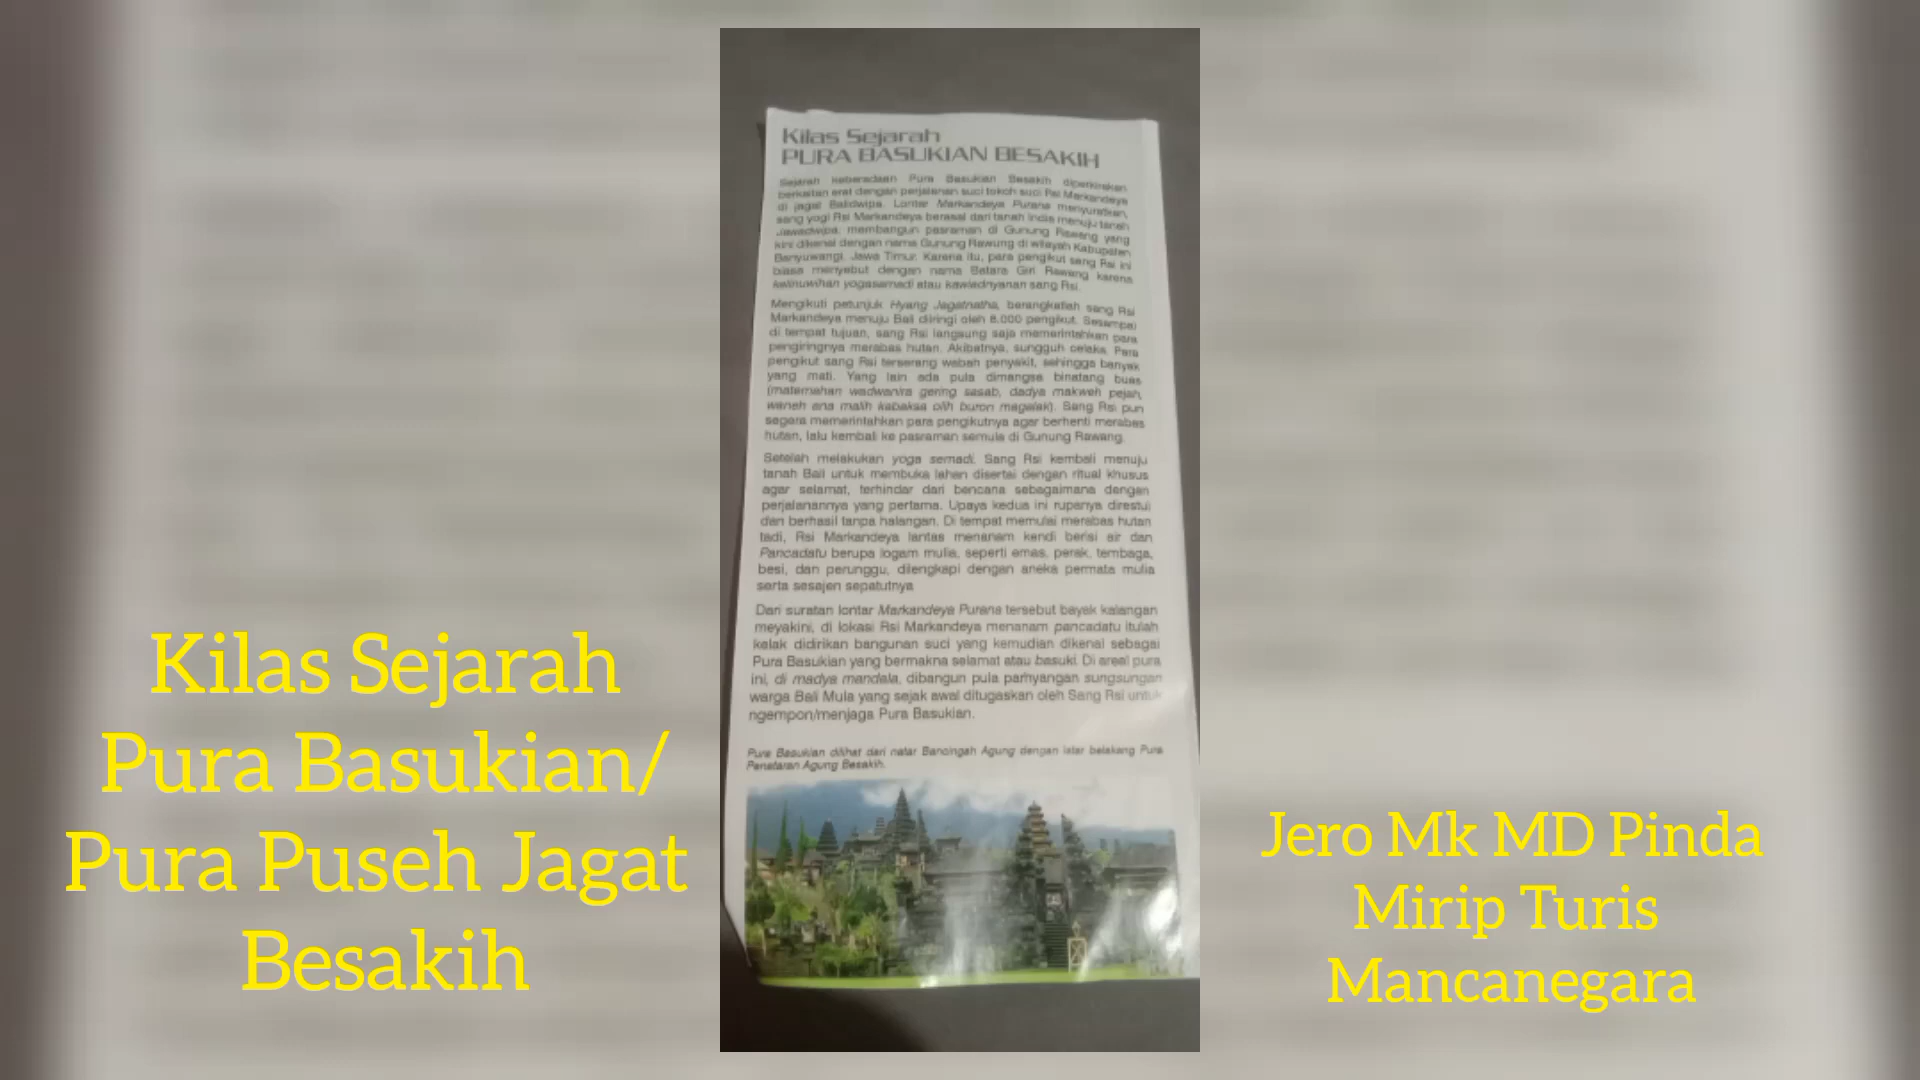 Kilas Sejarah
PURA BASUKIAN BESAKIH
Sejarah keberadaan Pura Basukian Besakih diperkirakan
berkaitan erat dengan perjalanan suci tokoh suci Rsi Markandeya
di jagat Balidwipa. Lontar Markandeya Purana menyuratkan,
sang yogi Rsi Markandeya berasal dari tanah India menuju tanah
Jawadwipa, membangun pasraman di Gunung Rawang yang
kini dikenal dengan nama Gunung Rawung di wilayah Kabupaten
Banyuwangi, Jawa Timur. Karena itu, para pengikut sang Rsi ini
biasa menyebut dengan nama Batara Giri Rawang karena
kelinuwihan yogasamadi atau kawiadnyanan sang Rsi.
Mengikuti petunjuk Hyang Jagatnatha, berangkatlah sang Rsi
Markandeya menuju Bali diiringi oleh 8.000 pengikut. Sesampai
di tempat tujuan, sang Rsi langsung saja memerintahkan para
pengiringnya merabas hutan. Akibatnya, sungguh celaka. Para
pengikut sang Rsi terserang wabah penyakit, sehingga banyak
yang mati. Yang lain ada pula dimangsa binatang buas
(matemahan wadwanira gering sasab, dadya makweh pejah,
waneh ana malih kabaksa olih buron magalak). Sang Rsi pun
segera memerintahkan para pengikutnya agar berhenti merabas
hutan, lalu kembali ke pasraman semula di Gunung Rawang.
Setelah melakukan yoga semadi, Sang Rsi kembali menuju
tanah Bali untuk membuka lahan disertai dengan ritual khusus
agar selamat, terhindar dari bencana sebagaimana dengan
perjalanannya yang pertama. Upaya kedua ini rupanya direstui
dan berhasil tanpa halangan. Di tempat memulai merabas hutan
tadi, Rsi Markandeya lantas menanam kendi berisi air dan
Pancadatu berupa logam mulia, seperti emas, perak, tembaga,
besi, dan perunggu, dilengkapi dengan aneka permata mulia
serta sesajen sepatutnya
Dari suratan lontar Markandeya Purana tersebut bayak kalangan
meyakini, di lokasi Rsi Markandeya menanam pancadatu itulah
kelak didirikan bangunan suci yang kemudian dikenal sebagai
Pura Basukian yang bermakna selamat atau basuki. Di areal pura
ini, di madya mandala, dibangun pula parhyangan sungsungan
warga Bali Mula yang sejak awal ditugaskan oleh Sang Rsi untuk
ngempon/menjaga Pura Basukian.
Pura Basukian dilihat dari natar Bancingah Agung dengan latar belakang Pura
Penataran Agung Besakih.
Kilas Sejarah
Pura Basukian/
Pura Puseh Jagat
Besakih
Jero Mk MD Pinda
Mirip Turis
Mancanegara